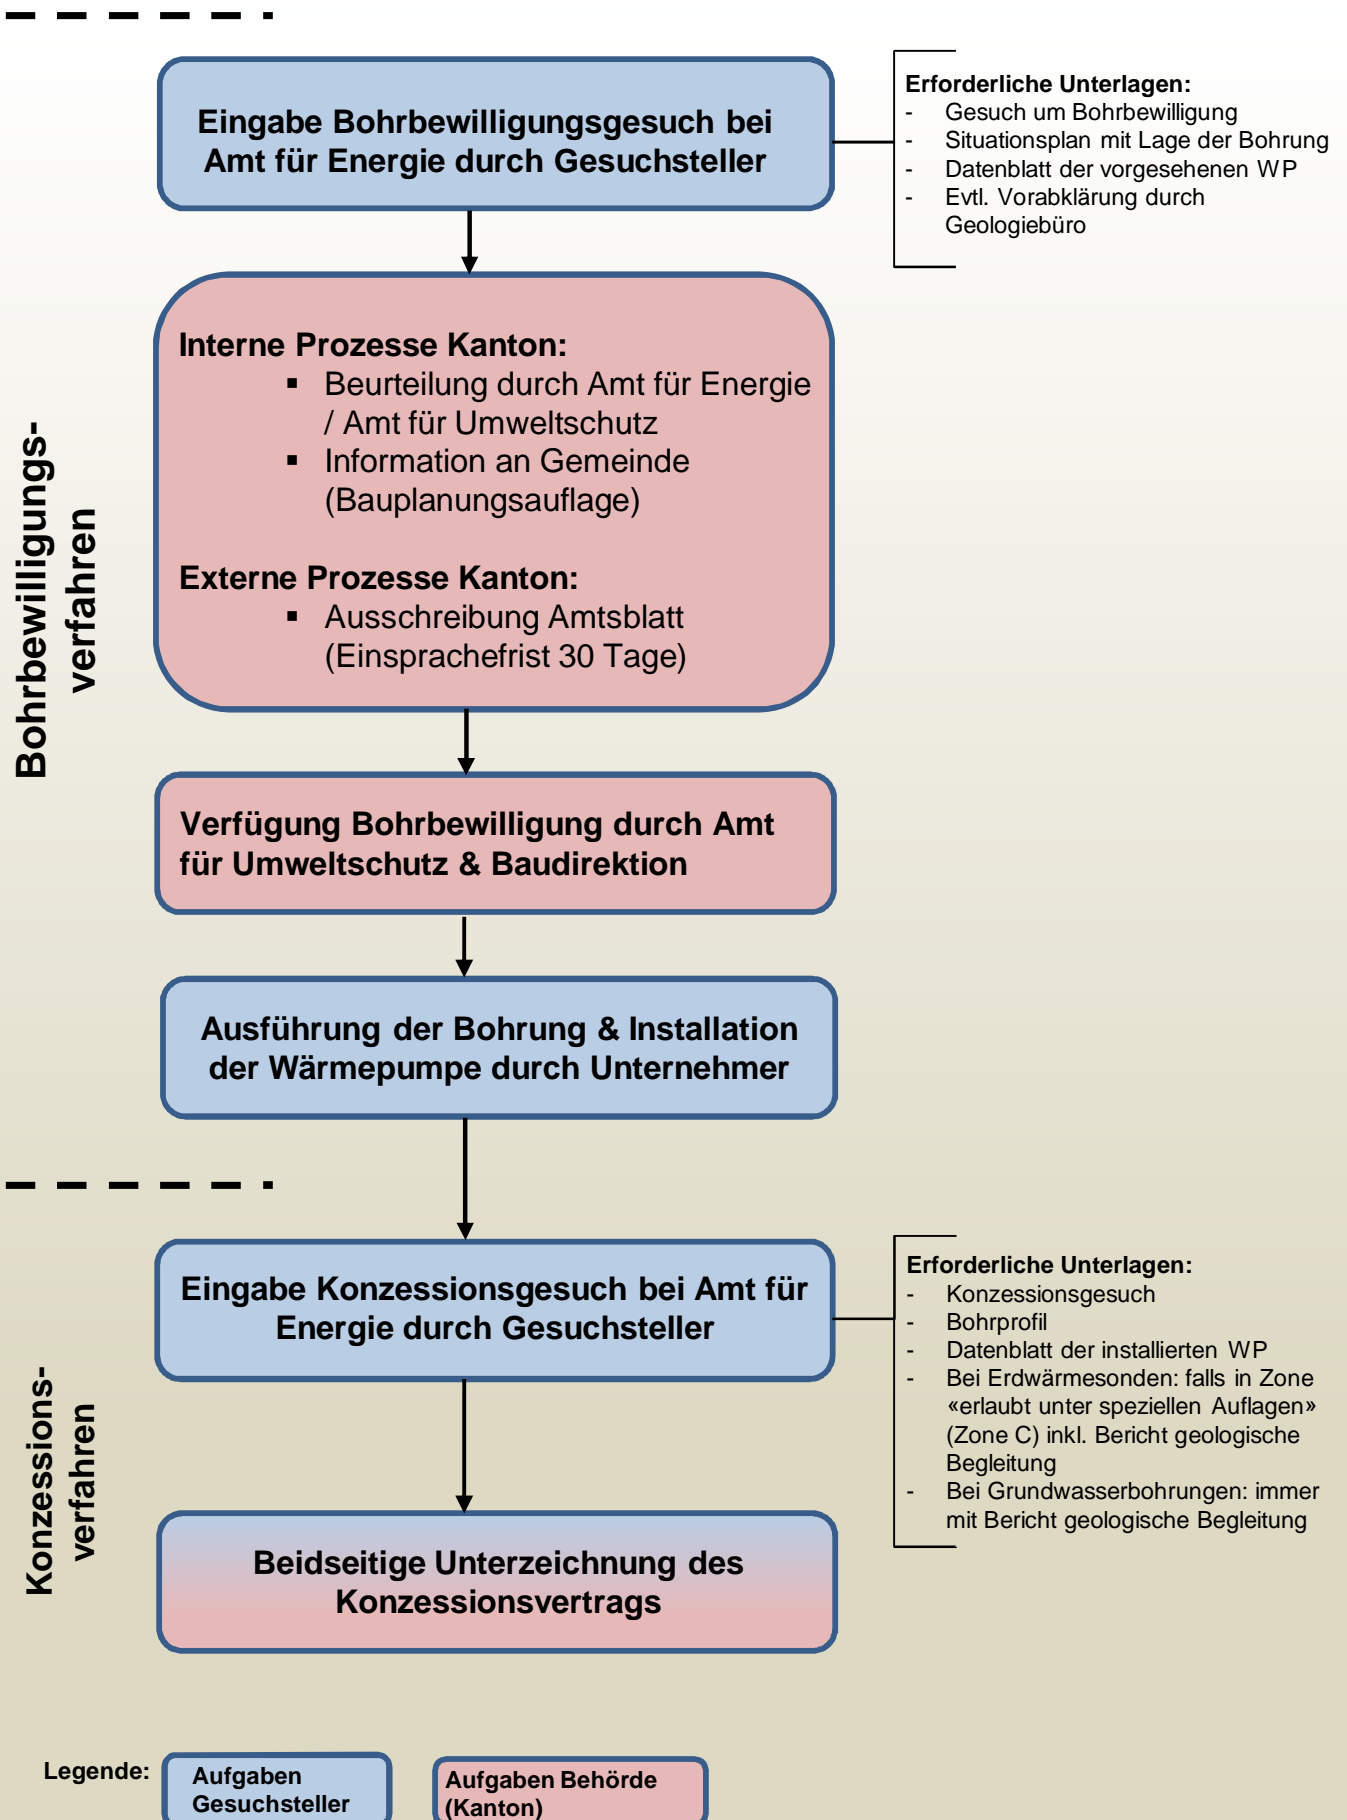 Eingabe Bohrbewilligungsgesuch bei
Amt für Energie durch Gesuchsteller
Erforderliche Unterlagen:
- Gesuch um Bohrbewilligung
- Situationsplan mit Lage der Bohrung
- Datenblatt der vorgesehenen WP
- Evtl. Vorabklärung durch
Geologiebüro
Bohrbewilligungs-
verfahren
Interne Prozesse Kanton:
▪ Beurteilung durch Amt für Energie
/ Amt für Umweltschutz
▪ Information an Gemeinde
(Bauplanungsauflage)
Externe Prozesse Kanton:
▪ Ausschreibung Amtsblatt
(Einsprachefrist 30 Tage)
Verfügung Bohrbewilligung durch Amt
für Umweltschutz & Baudirektion
Ausführung der Bohrung & Installation
der Wärmepumpe durch Unternehmer
Konzessions-
verfahren
Eingabe Konzessionsgesuch bei Amt für
Energie durch Gesuchsteller
Erforderliche Unterlagen:
- Konzessionsgesuch
- Bohrprofil
- Datenblatt der installierten WP
- Bei Erdwärmesonden: falls in Zone
«erlaubt unter speziellen Auflagen»
(Zone C) inkl. Bericht geologische
Begleitung
- Bei Grundwasserbohrungen: immer
mit Bericht geologische Begleitung
Beidseitige Unterzeichnung des
Konzessionsvertrags
Legende:
Aufgaben
Gesuchsteller
Aufgaben Behörde
(Kanton)